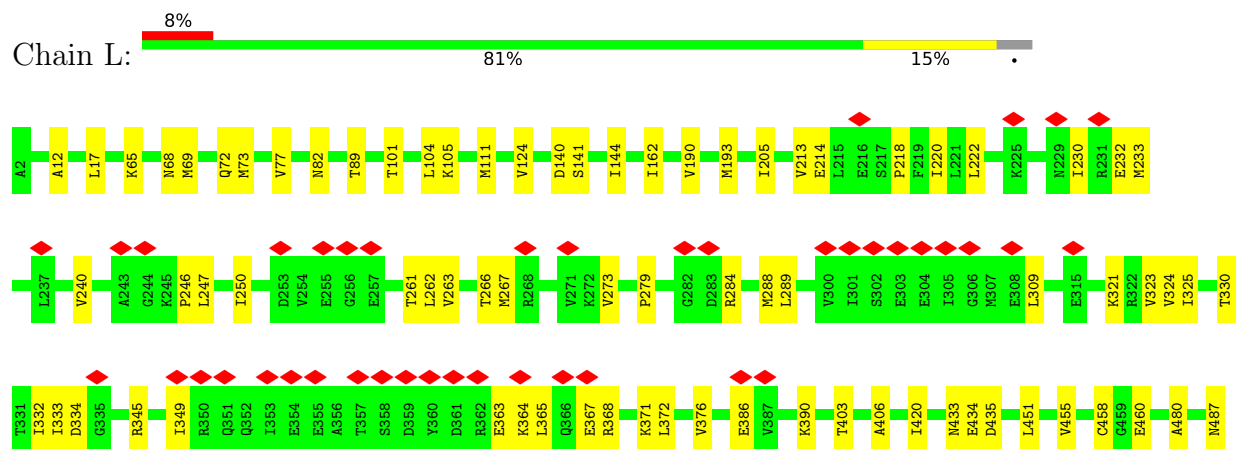 8%
Chain L:
81% 15% •
A2 A12 L17 K65 N68 M69 Q72 M73 V77 N82 T89 T101 L104 K105 M111 V124 D140 S141 I144 I162 V190 M193 I205 V213 E214 L215 E216 S217 P218 F219 I220 L221 L222 K225 N229 I230 R231 E232 M233
L237 V240 A243 G244 K245 P246 L247 I250 D253 V254 E255 G256 E257 T261 L262 V263 T266 M267 R268 V271 K272 V273 P279 G282 D283 R284 M288 L289 V300 I301 S302 E303 E304 I305 G306 M307 E308 L309 E315 K321 R322 V323 V324 I325 T330
T331 I332 I333 D334 G335 R345 I349 R350 Q351 Q352 I353 E354 E355 A356 T357 S358 D359 Y360 D361 R362 E363 K364 L365 Q366 E367 R368 K371 L372 V376 E386 V387 K390 T403 A406 I420 N433 E434 D435 L451 V455 C458 G459 E460 A480 N487